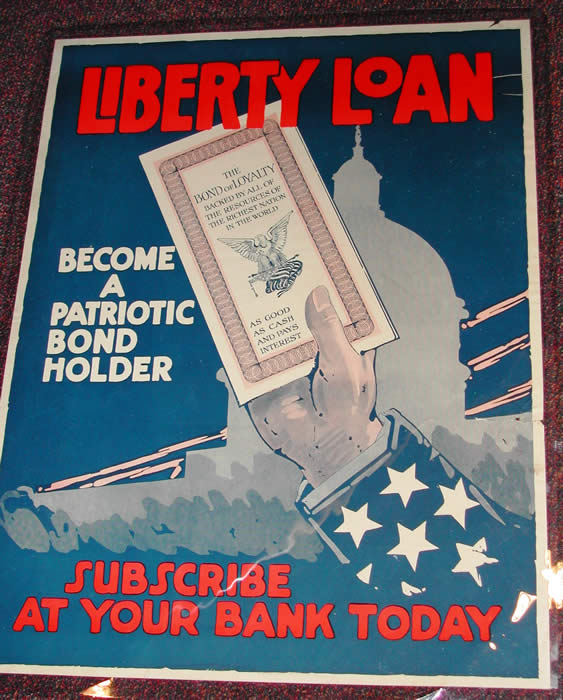 LIBERTY LOAN
THE
BOND OF LOYALTY
BACKED BY ALL OF
THE RESOURCES OF
THE RICHEST NATION
IN THE WORLD
AS GOOD
AS CASH
AND PAYS
INTEREST
BECOME
A
PATRIOTIC
BOND
HOLDER
SUBSCRIBE
AT YOUR BANK TODAY